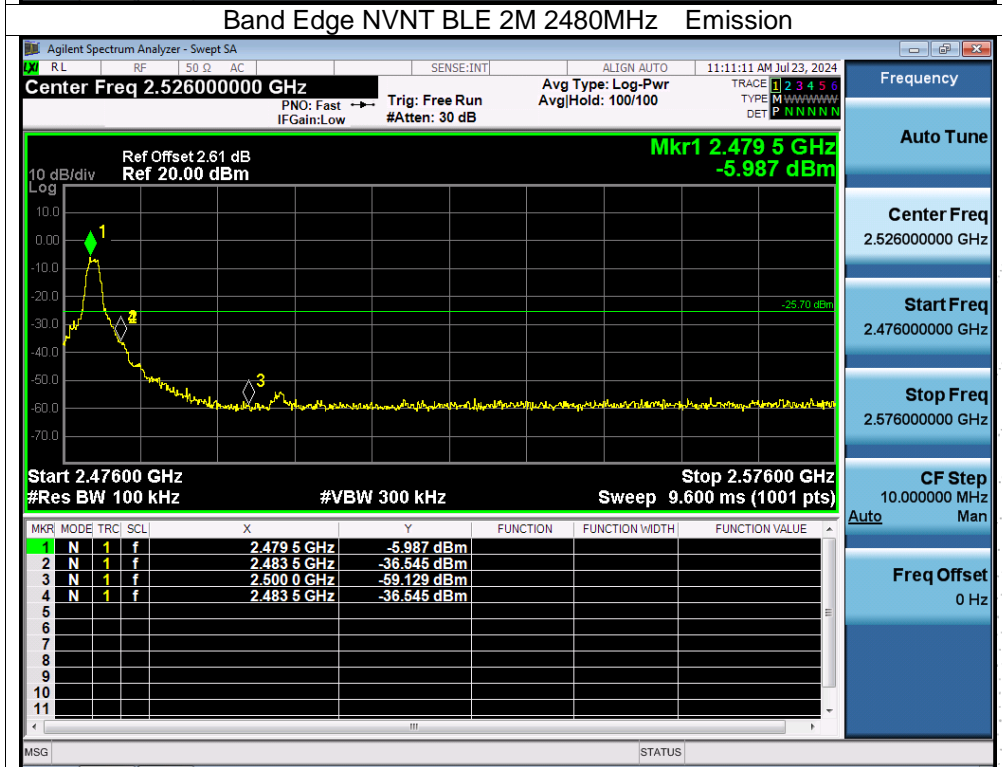 Band Edge NVNT BLE 2M 2480MHz Emission
Agilent Spectrum Analyzer - Swept SA
LXI RL RF 50 Ω AC SENSE:INT ALIGN AUTO 11:11:11 AM Jul 23, 2024
Center Freq 2.526000000 GHz
PNO: Fast
IFGain:Low
Trig: Free Run
#Atten: 30 dB
Avg Type: Log-Pwr
Avg|Hold: 100/100
TRACE 1 2 3 4 5 6
TYPE M WWWWW
DET P N N N N N
Frequency
Auto Tune
Center Freq
2.526000000 GHz
Start Freq
2.476000000 GHz
Stop Freq
2.576000000 GHz
CF Step
10.000000 MHz
Auto Man
Freq Offset
0 Hz
Mkr1 2.479 5 GHz
-5.987 dBm
Ref Offset 2.61 dB
10 dB/div Ref 20.00 dBm
Log
10.0
0.00
-10.0
-20.0
-30.0
-40.0
-50.0
-60.0
-70.0
1
3
-25.70 dBm
Start 2.47600 GHz Stop 2.57600 GHz
#Res BW 100 kHz #VBW 300 kHz Sweep 9.600 ms (1001 pts)
MKR MODE TRC SCL X Y FUNCTION FUNCTION WIDTH FUNCTION VALUE
1 N 1 f 2.479 5 GHz -5.987 dBm
2 N 1 f 2.483 5 GHz -36.545 dBm
3 N 1 f 2.500 0 GHz -59.129 dBm
4 N 1 f 2.483 5 GHz -36.545 dBm
5
6
7
8
9
10
11
MSG STATUS